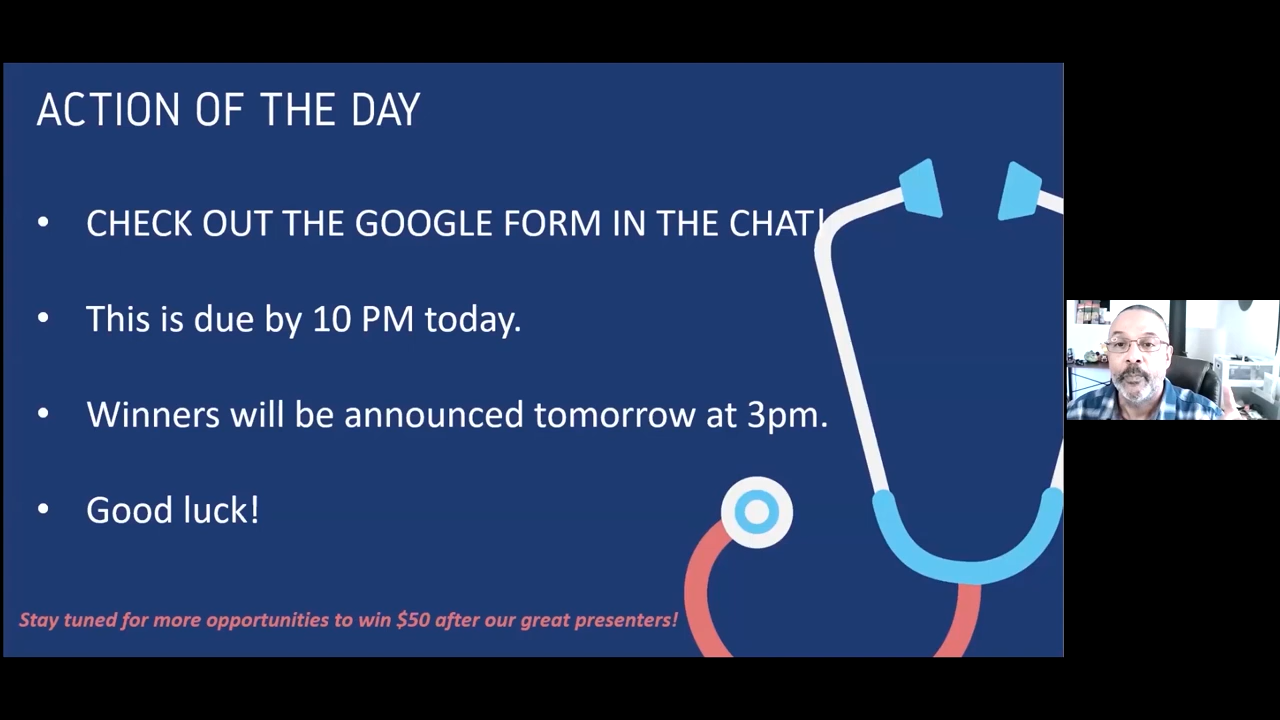 ACTION OF THE DAY
• CHECK OUT THE GOOGLE FORM IN THE CHAT!
• This is due by 10 PM today.
• Winners will be announced tomorrow at 3pm.
• Good luck!
Stay tuned for more opportunities to win $50 after our great presenters!